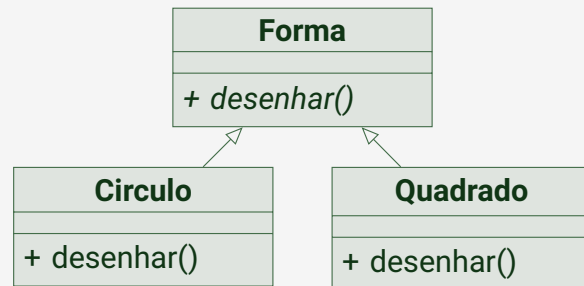 Forma
+ desenhar()
Circulo
+ desenhar()
Quadrado
+ desenhar()